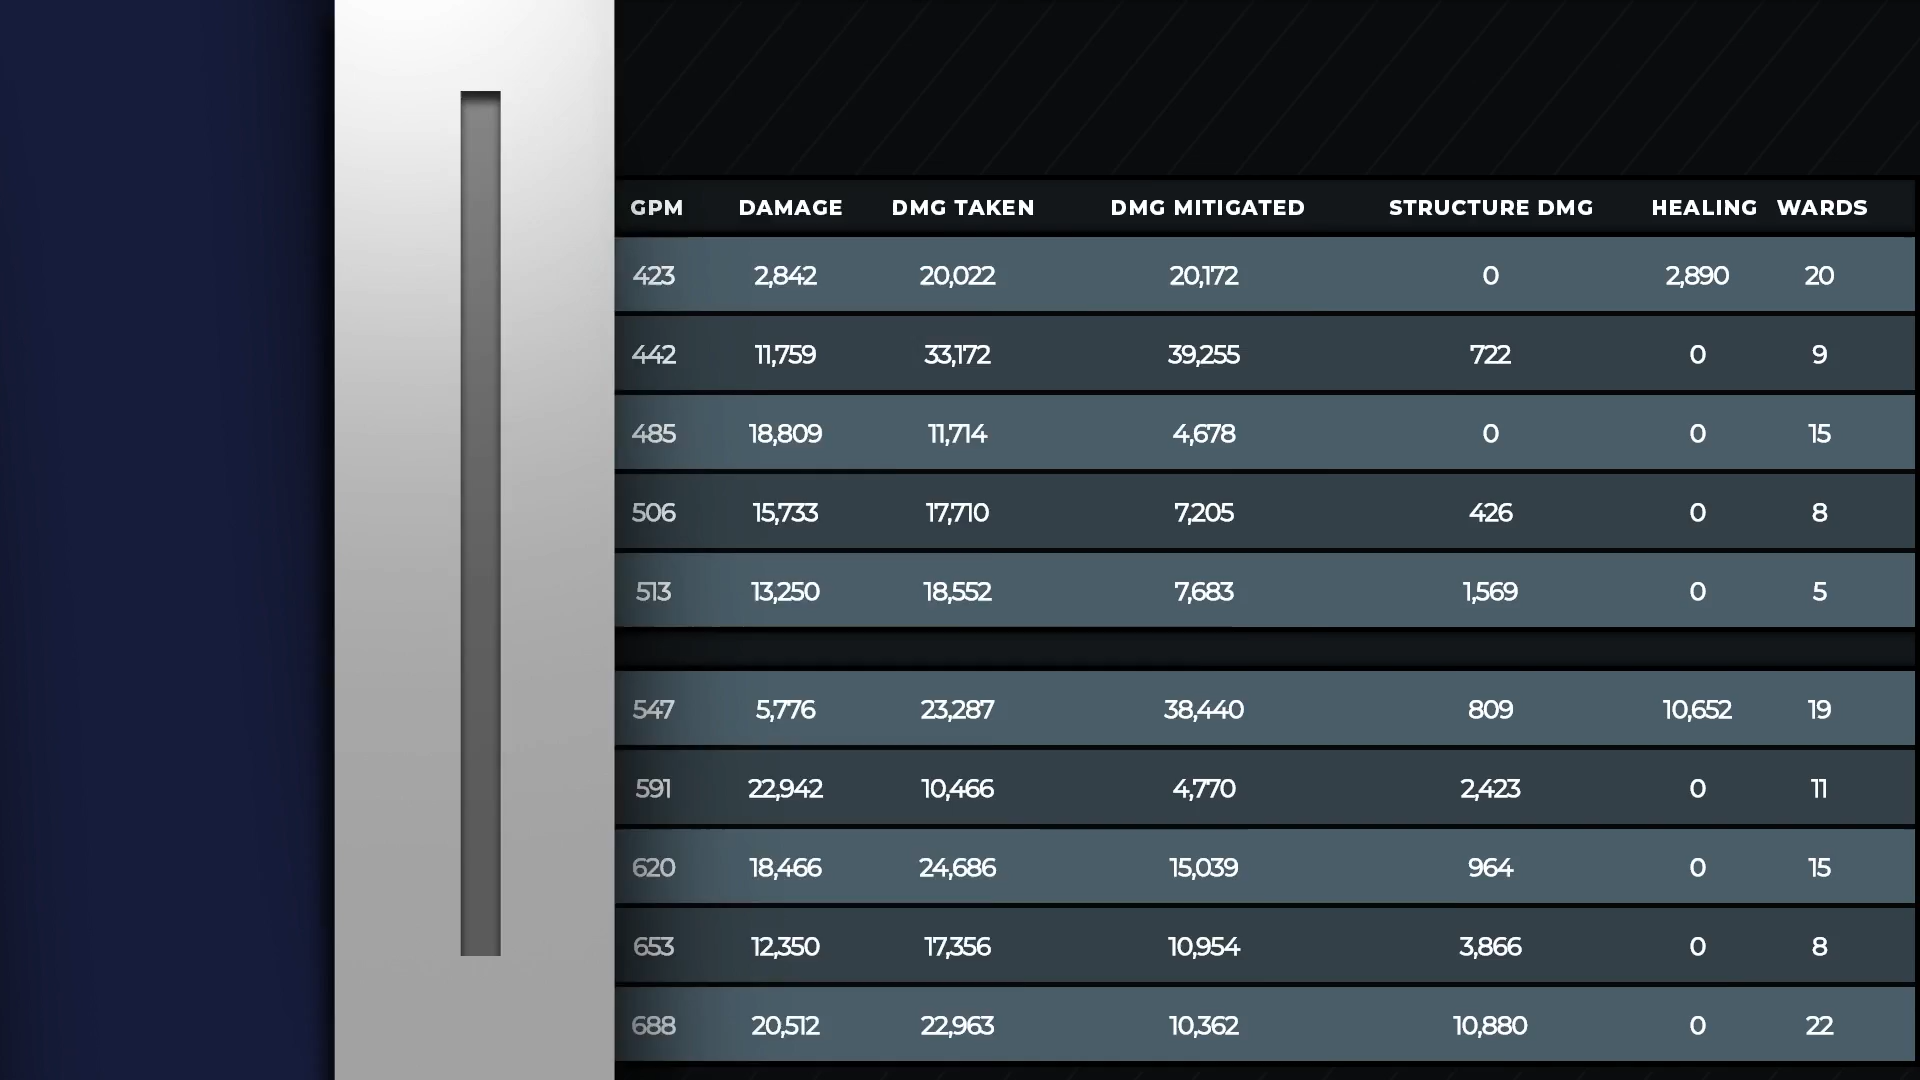 GPM DAMAGE DMG TAKEN DMG MITIGATED STRUCTURE DMG HEALING WARDS
423 2,842 20,022 20,172 0 2,890 20
442 11,759 33,172 39,255 722 0 9
485 18,809 11,714 4,678 0 0 15
506 15,733 17,710 7,205 426 0 8
513 13,250 18,552 7,683 1,569 0 5
547 5,776 23,287 38,440 809 10,652 19
591 22,942 10,466 4,770 2,423 0 11
620 18,466 24,686 15,039 964 0 15
653 12,350 17,356 10,954 3,866 0 8
688 20,512 22,963 10,362 10,880 0 22